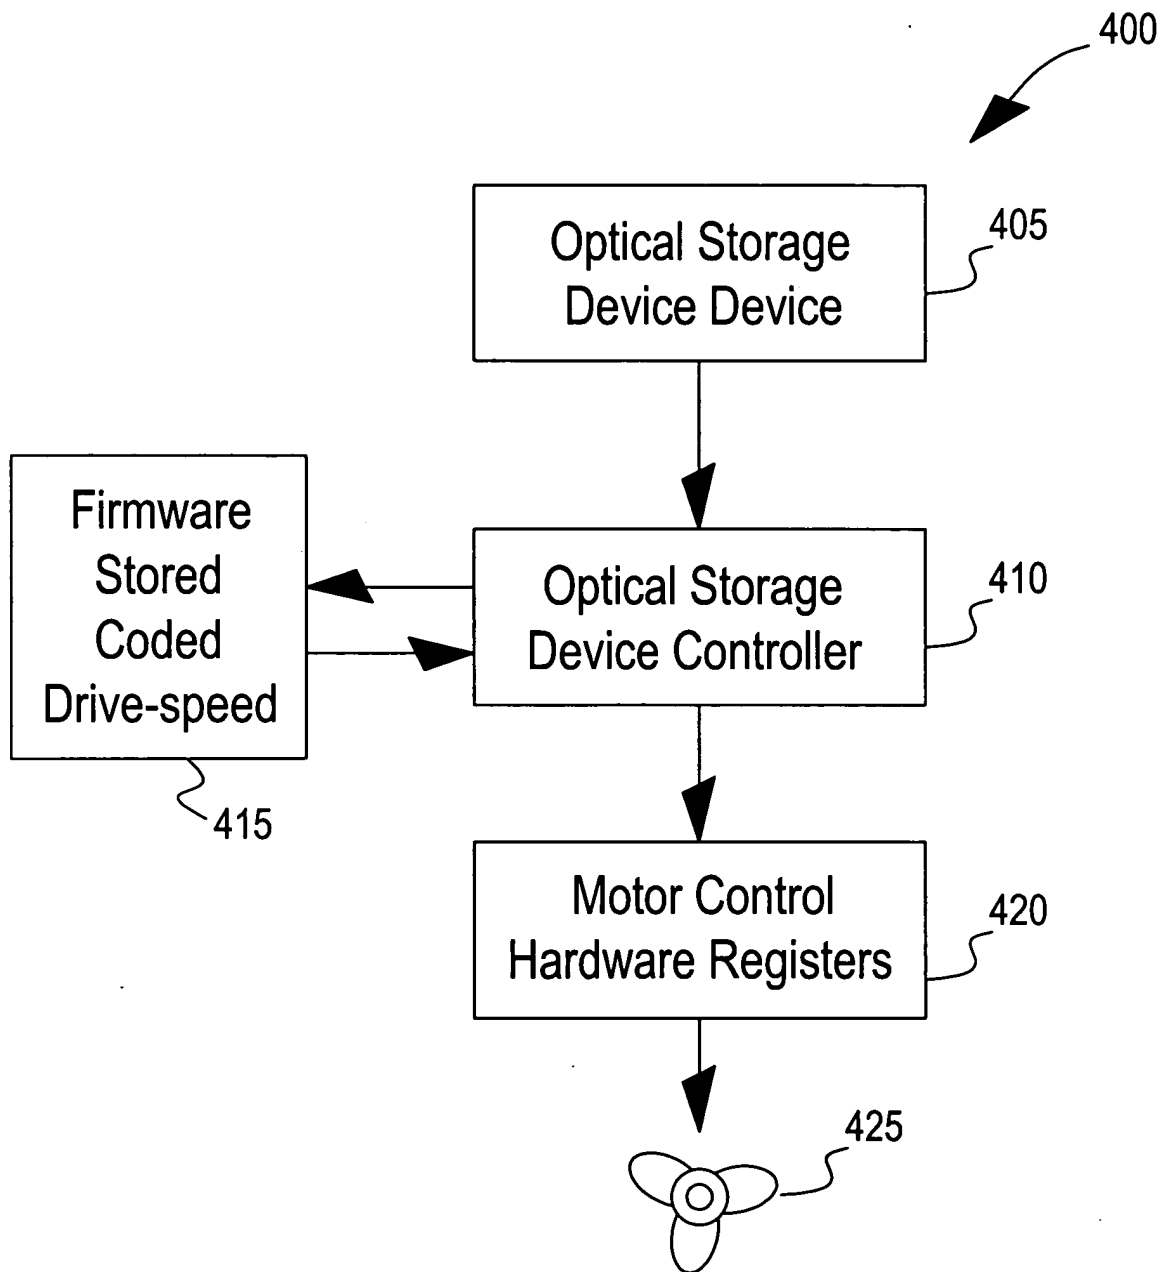 400
Optical Storage
Device Device
405
Firmware
Stored
Coded
Drive-speed
415
Optical Storage
Device Controller
410
Motor Control
Hardware Registers
420
425